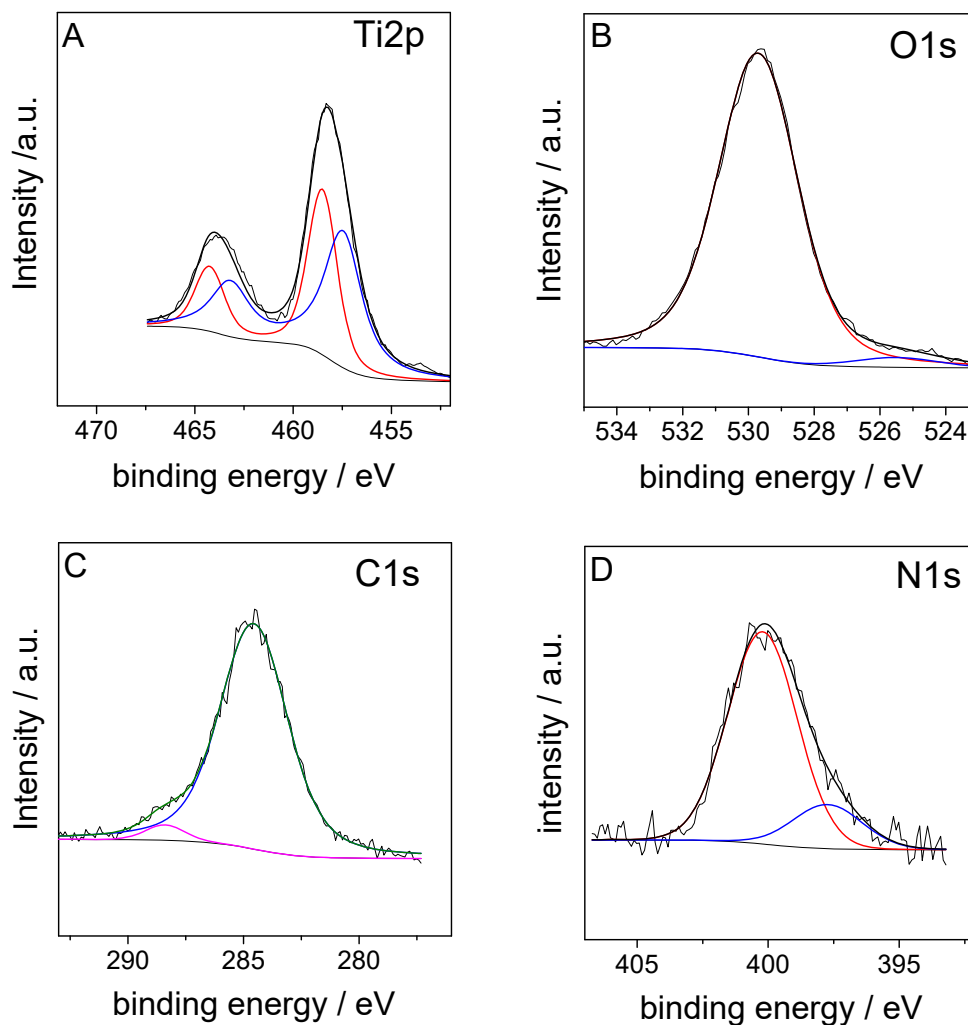 A
Ti2p
Intensity /a.u.
470 465 460 455
binding energy / eV
B
O1s
Intensity / a.u.
534 532 530 528 526 524
binding energy / eV
C
C1s
Intensity / a.u.
290 285 280
binding energy / eV
D
N1s
intensity / a.u.
405 400 395
binding energy / eV